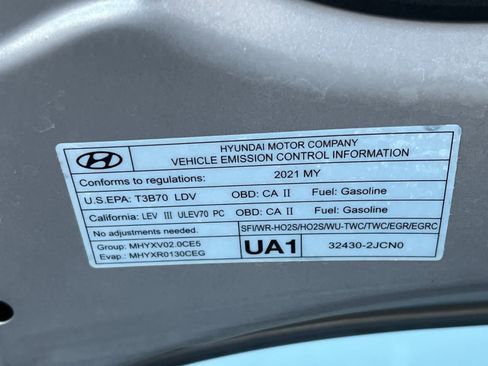 HYUNDAI MOTOR COMPANY
VEHICLE EMISSION CONTROL INFORMATION
Conforms to regulations: 2021 MY
U.S.EPA: T3B70 LDV OBD: CA II Fuel: Gasoline
California: LEV III ULEV70 PC OBD: CA II Fuel: Gasoline
No adjustments needed. SFI/WR-HO2S/HO2S/WU-TWC/TWC/EGR/EGRC
Group: MHYXV02.0CE5
Evap.: MHYXR0130CEG
UA1 32430-2JCN0